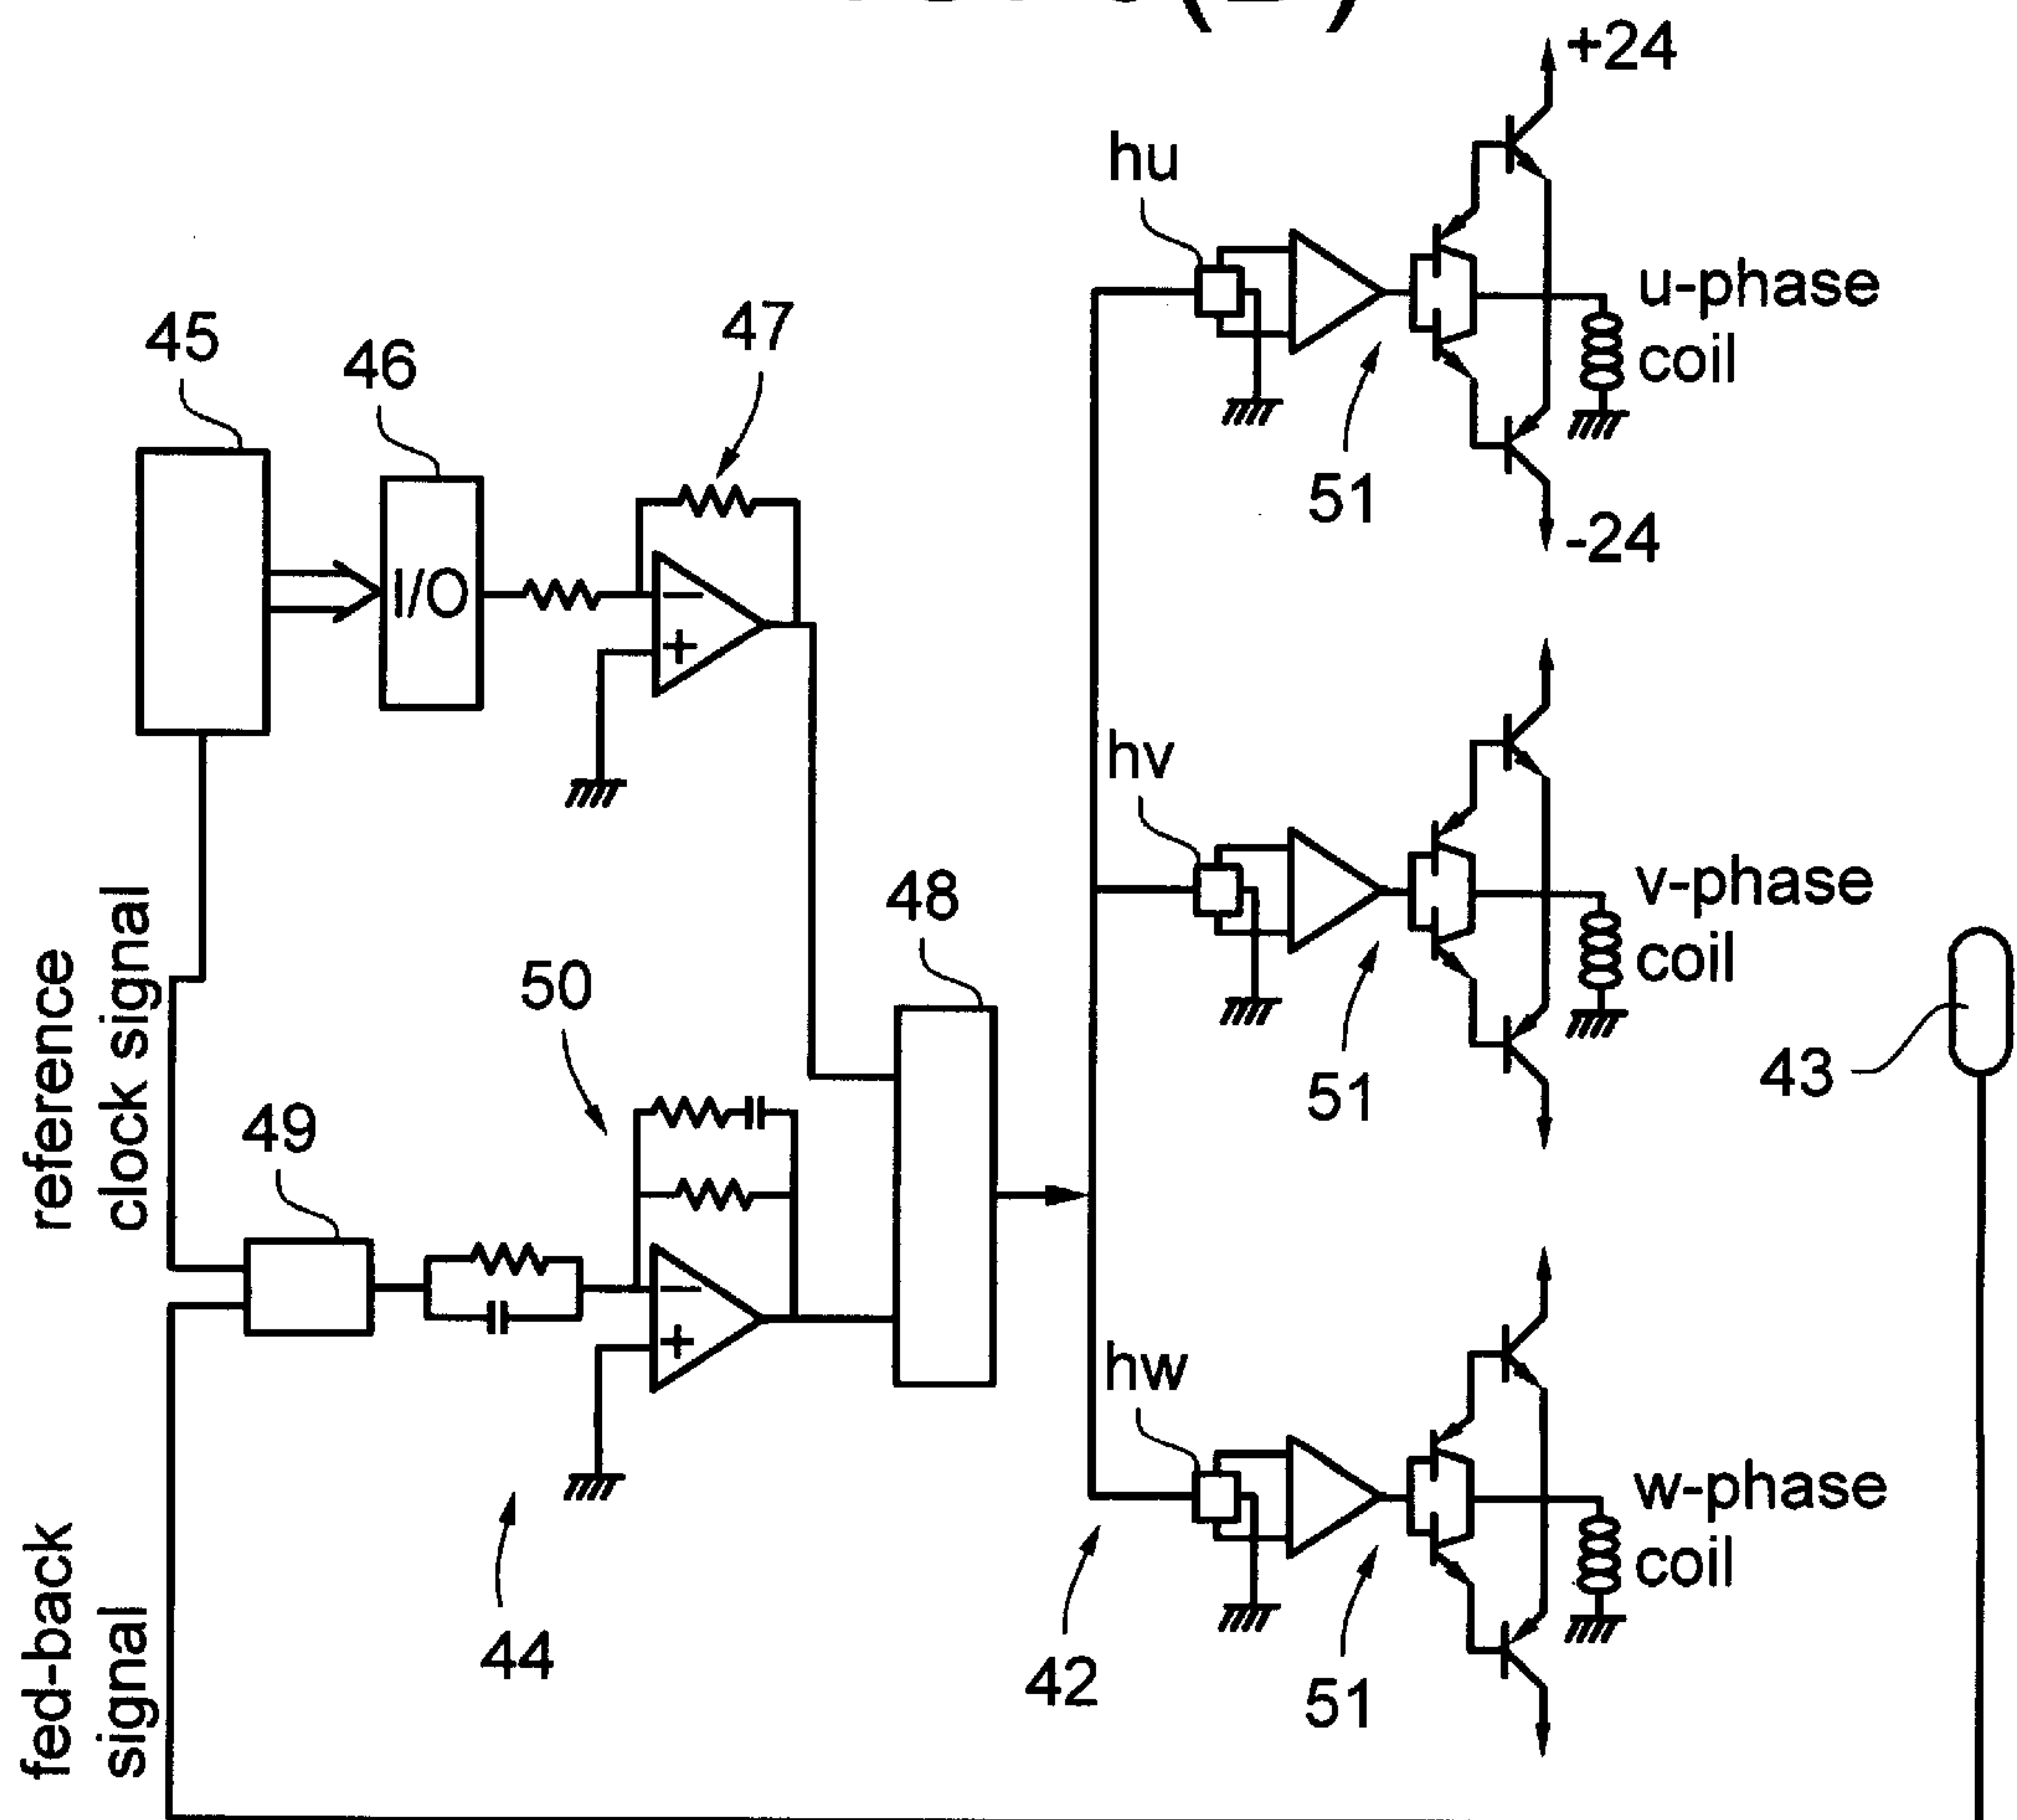 +24
hu
47
45
46
u-phase
coil
51
I/O
−
+
-24
hv
48
v-phase
coil
reference
clock signal
50
43
51
49
−
+
hw
w-phase
coil
fed-back
signal
44
42
51